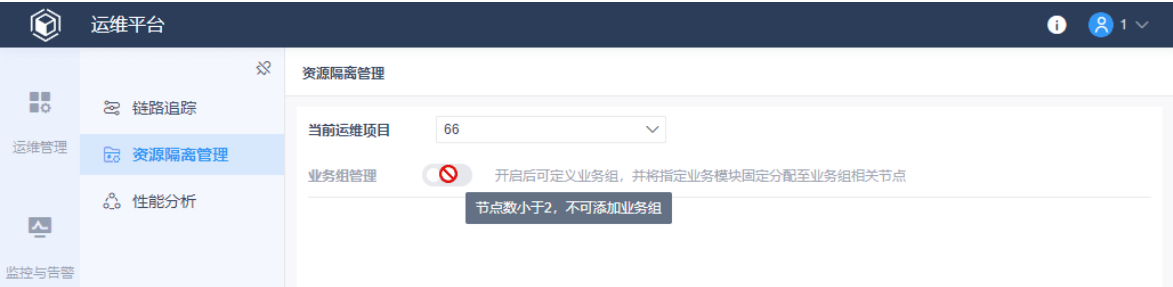 运维平台
1
资源隔离管理
运维管理
链路追踪
资源隔离管理
性能分析
监控与告警
当前运维项目 66
业务组管理 开启后可定义业务组，并将指定业务模块固定分配至业务组相关节点
节点数小于2，不可添加业务组